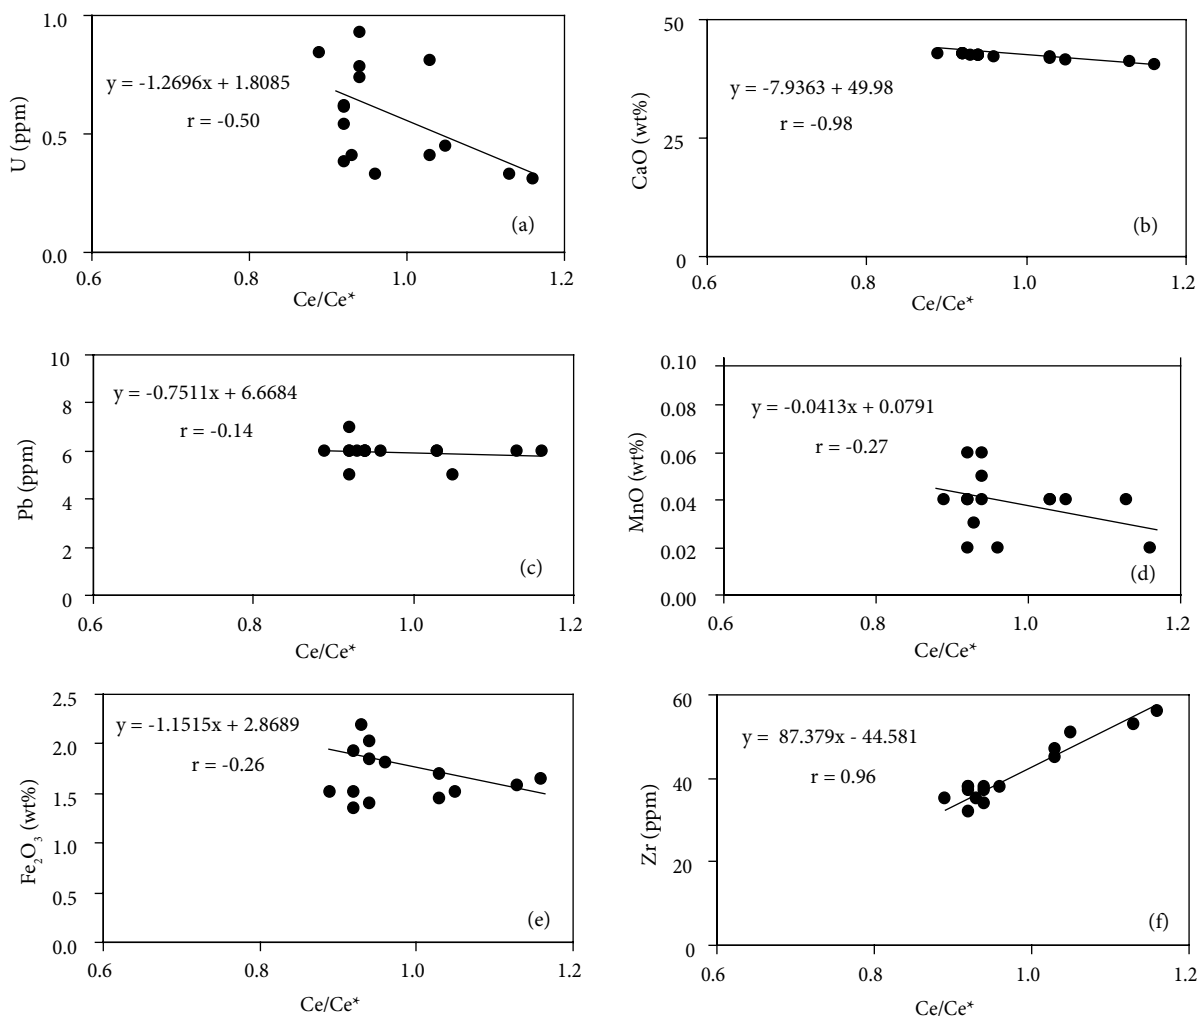 1.0
0.5
0.0
U (ppm)
y = -1.2696x + 1.8085
r = -0.50
(a)
0.6
0.8
1.0
1.2
Ce/Ce*
50
25
0
CaO (wt%)
y = -7.9363 + 49.98
r = -0.98
(b)
0.6
0.8
1.0
1.2
Ce/Ce*
10
8
6
4
2
0
Pb (ppm)
y = -0.7511x + 6.6684
r = -0.14
(c)
0.6
0.8
1.0
1.2
Ce/Ce*
0.10
0.08
0.06
0.04
0.02
0.00
MnO (wt%)
y = -0.0413x + 0.0791
r = -0.27
(d)
0.6
0.8
1.0
1.2
Ce/Ce*
2.5
2.0
1.5
1.0
0.5
0.0
Fe₂O₃ (wt%)
y = -1.1515x + 2.8689
r = -0.26
(e)
0.6
0.8
1.0
1.2
Ce/Ce*
60
40
20
0
Zr (ppm)
y = 87.379x - 44.581
r = 0.96
(f)
0.6
0.8
1.0
1.2
Ce/Ce*